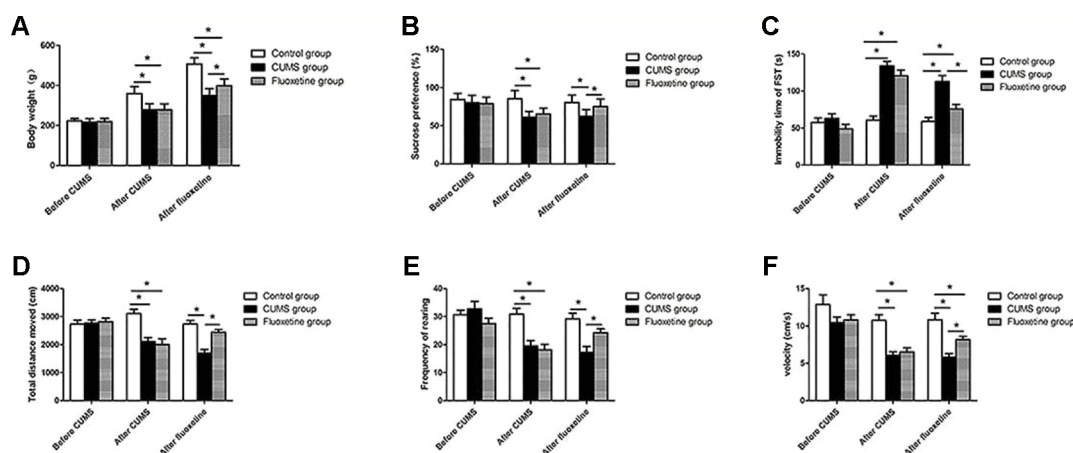 A
Body weight (g)
600
400
200
0
*
*
*
*
*
Before CUMS
After CUMS
After fluoxetine
Control group
CUMS group
Fluoxetine group
B
Sucrose preference (%)
150
100
50
0
*
*
*
*
Before CUMS
After CUMS
After fluoxetine
Control group
CUMS group
Fluoxetine group
C
Immobility time of FST (s)
150
100
50
0
*
*
*
*
*
Before CUMS
After CUMS
After fluoxetine
Control group
CUMS group
Fluoxetine group
D
Total distance moved (cm)
4000
3000
2000
1000
0
*
*
*
*
Before CUMS
After CUMS
After fluoxetine
Control group
CUMS group
Fluoxetine group
E
Frequency of rearing
40
30
20
10
0
*
*
*
*
Before CUMS
After CUMS
After fluoxetine
Control group
CUMS group
Fluoxetine group
F
velocity (cm/s)
15
10
5
0
*
*
*
*
*
Before CUMS
After CUMS
After fluoxetine
Control group
CUMS group
Fluoxetine group